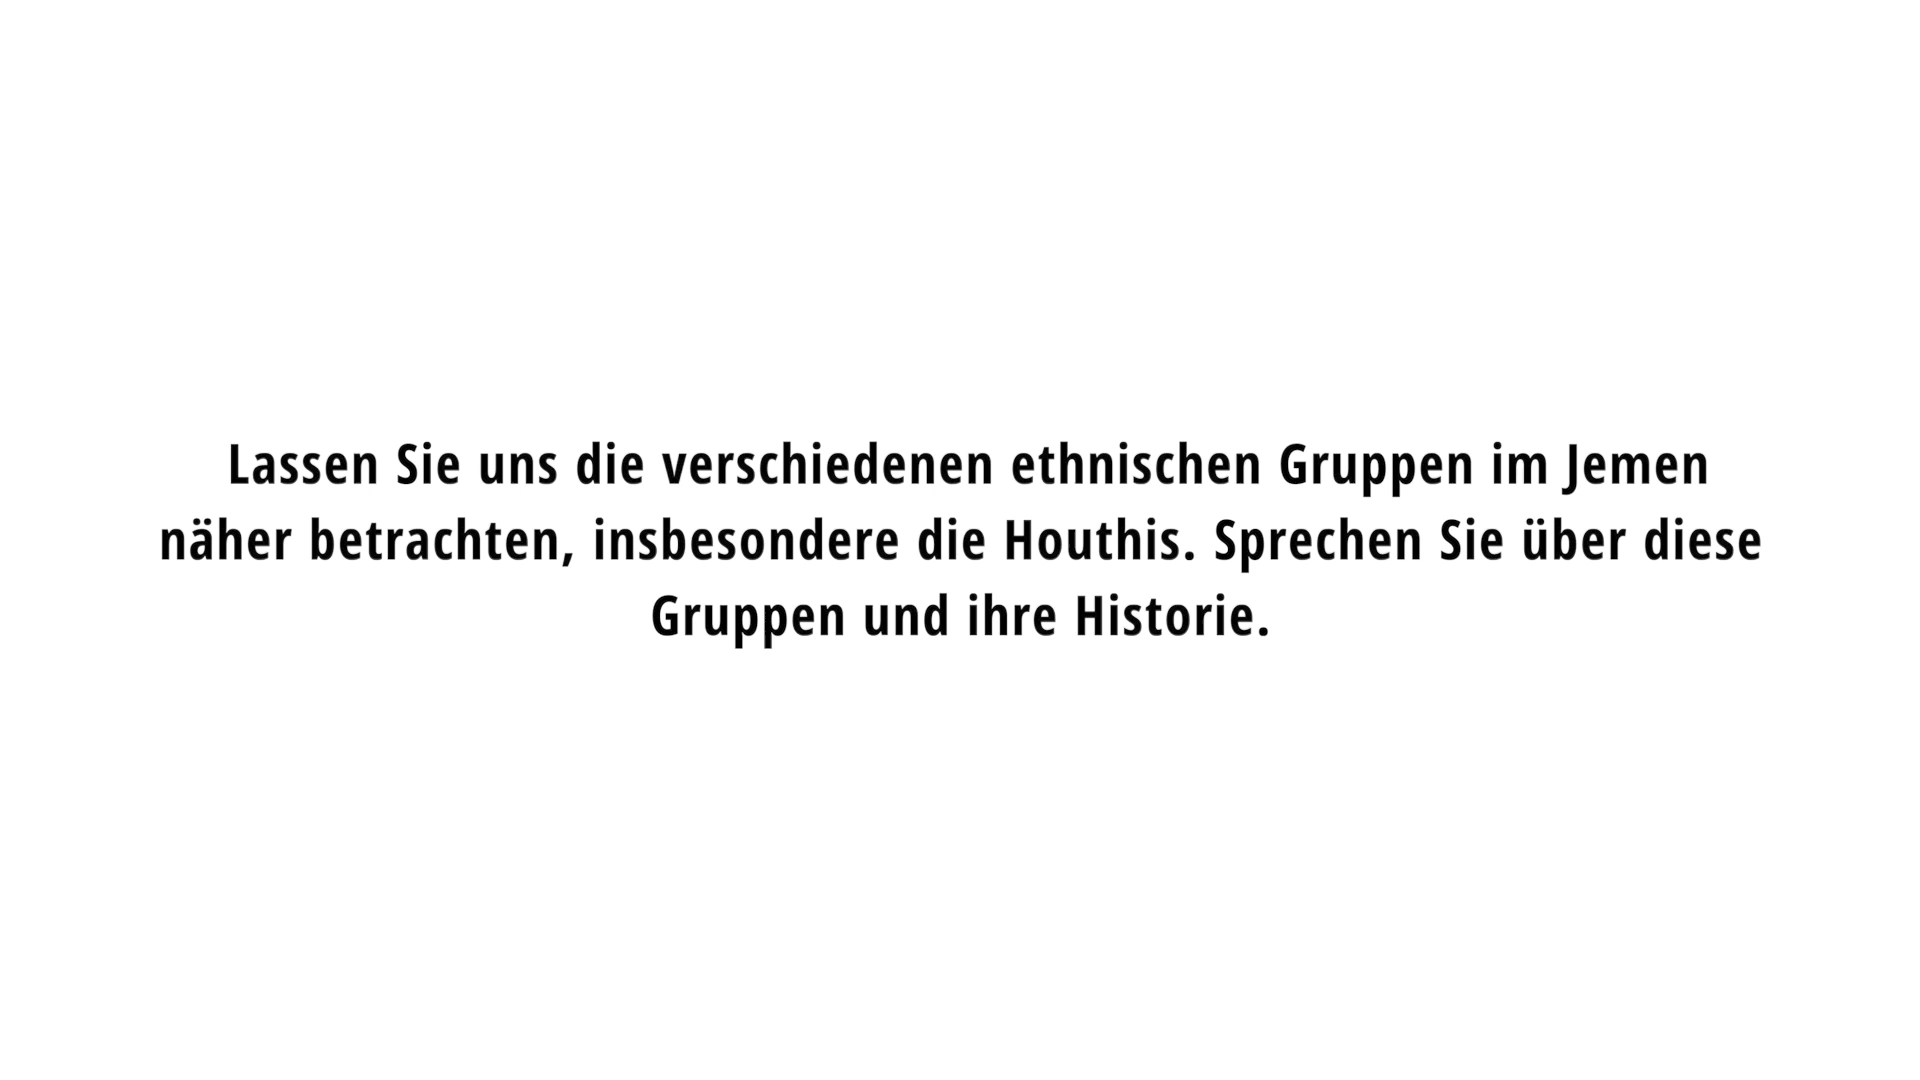 Lassen Sie uns die verschiedenen ethnischen Gruppen im Jemen
näher betrachten, insbesondere die Houthis. Sprechen Sie über diese
Gruppen und ihre Historie.